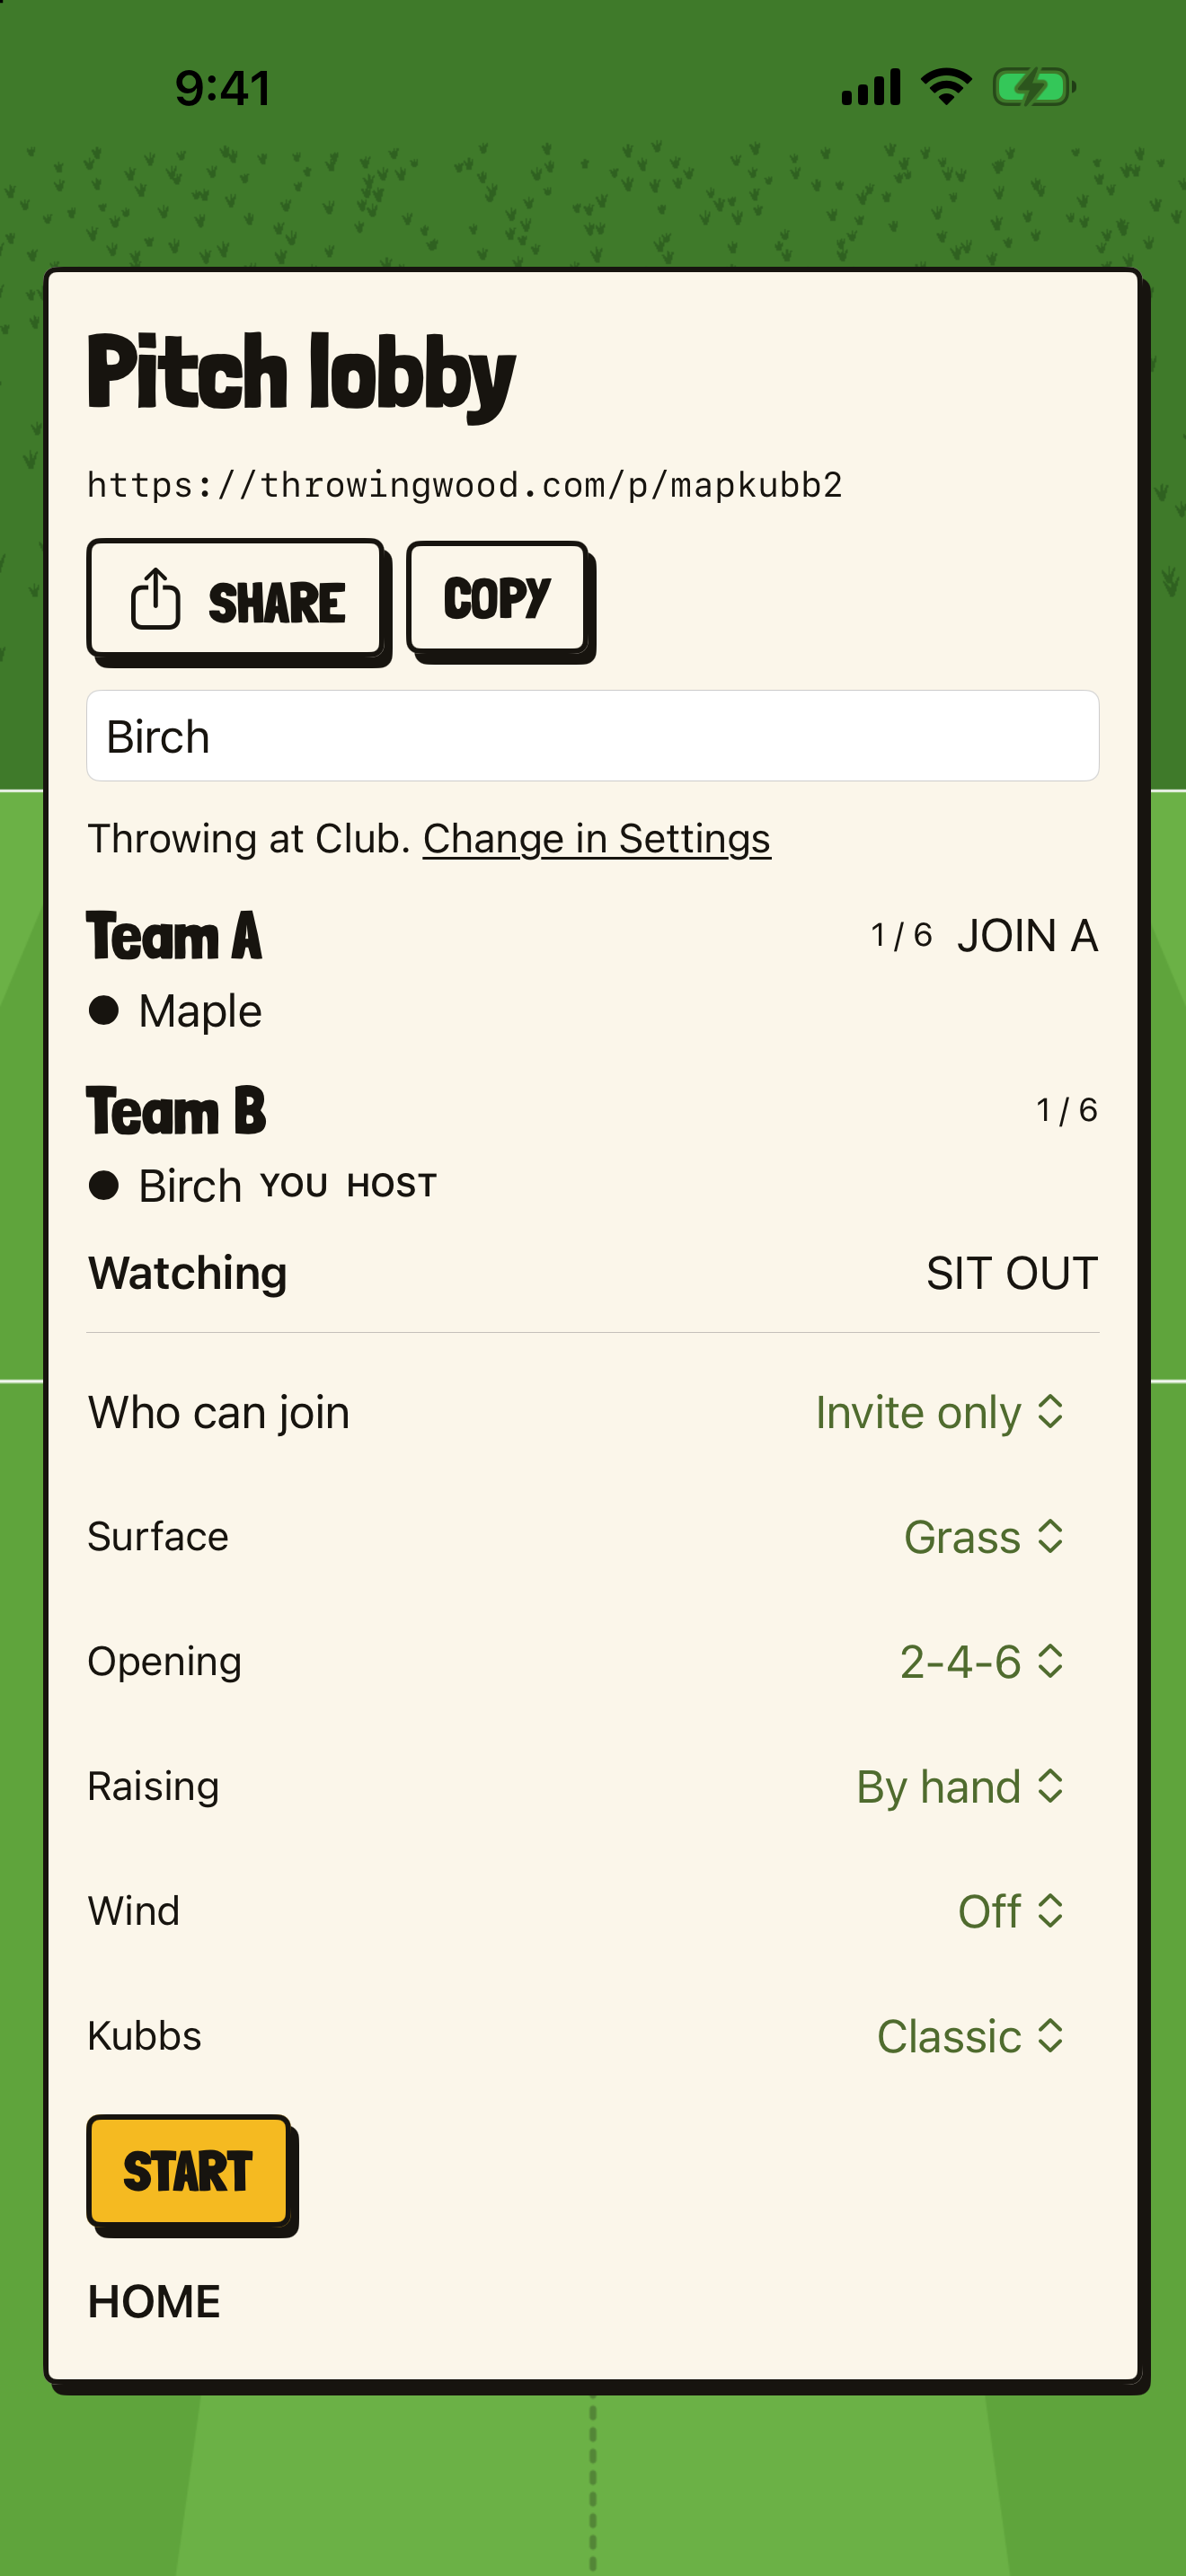 9:41
Pitch lobby
https://throwingwood.com/p/mapkubb2
SHARE COPY
Birch
Throwing at Club. Change in Settings
Team A 1 / 6 JOIN A
Maple
Team B 1 / 6
Birch YOU HOST
Watching SIT OUT
Who can join Invite only
Surface Grass
Opening 2-4-6
Raising By hand
Wind Off
Kubbs Classic
START
HOME